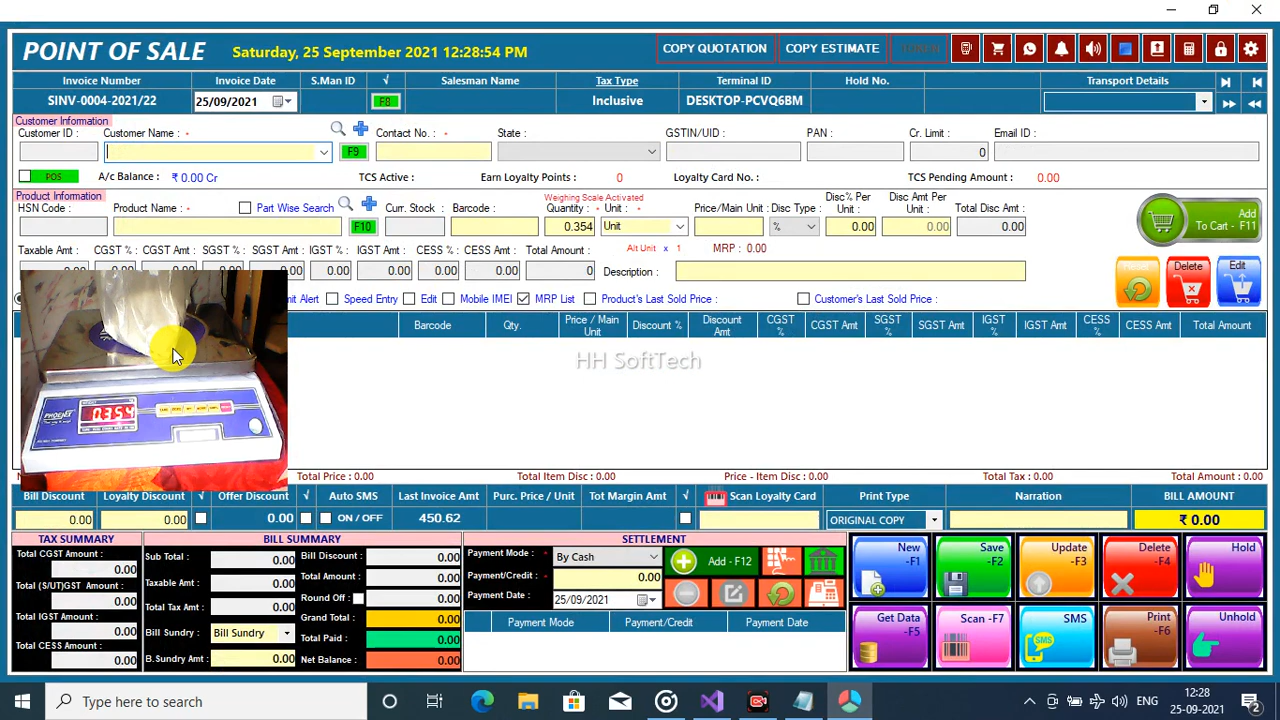 POINT OF SALE
Saturday, 25 September 2021 12:28:54 PM
COPY QUOTATION
COPY ESTIMATE
Invoice Number
Invoice Date
S.Man ID
√
Salesman Name
Tax Type
Terminal ID
Hold No.
Transport Details
SINV-0004-2021/22
25/09/2021
F8
Inclusive
DESKTOP-PCVQ6BM
Customer Information
Customer ID :
Customer Name : *
Contact No. : *
State :
GSTIN/UID :
PAN :
Cr. Limit :
Email ID :
F9
0
POS
A/c Balance : ₹ 0.00 Cr
TCS Active :
Earn Loyalty Points : 0
Loyalty Card No. :
TCS Pending Amount : 0.00
Product Information
Weighing Scale Activated
HSN Code :
Product Name : *
Part Wise Search
Curr. Stock :
Barcode :
Quantity : *
Unit : *
Price/Main Unit :
Disc Type :
Disc% Per Unit :
Disc Amt Per Unit :
Total Disc Amt :
Add To Cart - F11
F10
0.354
Unit
%
0.00
0.00
0.00
Taxable Amt :
CGST % :
CGST Amt :
SGST % :
SGST Amt :
IGST % :
IGST Amt :
CESS % :
CESS Amt :
Total Amount :
Alt Unit x 1
MRP : 0.00
0.00
0.00
0.00
0.00
0.00
0
Description :
Delete
Edit
mit Alert
Speed Entry
Edit
Mobile IMEI
MRP List
Product's Last Sold Price :
Customer's Last Sold Price :
Barcode
Qty.
Price / Main Unit
Discount %
Discount Amt
CGST %
CGST Amt
SGST %
SGST Amt
IGST %
IGST Amt
CESS %
CESS Amt
Total Amount
HH SoftTech
PHOENIX
0.354
Total Price : 0.00
Total Item Disc : 0.00
Price - Item Disc : 0.00
Total Tax : 0.00
Total Amount : 0.00
Bill Discount
Loyalty Discount
√
Offer Discount
√
Auto SMS
Last Invoice Amt
Purc. Price / Unit
Tot Margin Amt
√
Scan Loyalty Card
Print Type
Narration
BILL AMOUNT
0.00
0.00
0.00
ON / OFF
450.62
ORIGINAL COPY
₹ 0.00
TAX SUMMARY
BILL SUMMARY
SETTLEMENT
Total CGST Amount :
0.00
Total (S/UT)GST Amount :
0.00
Total IGST Amount :
0.00
Total CESS Amount :
0.00
Sub Total : 0.00
Taxable Amt : 0.00
Total Tax Amt : 0.00
Bill Sundry : Bill Sundry
B.Sundry Amt : 0.00
Bill Discount : 0.00
Total Amount : 0.00
Round Off : 0.00
Grand Total : 0.00
Total Paid : 0.00
Net Balance : 0.00
Payment Mode : * By Cash
Add - F12
Payment/Credit : * 0.00
Payment Date : 25/09/2021
Payment Mode
Payment/Credit
Payment Date
New -F1
Save -F2
Update -F3
Delete -F4
Hold
Get Data -F5
Scan -F7
SMS
Print -F6
Unhold
Type here to search
ENG
12:28
25-09-2021
2